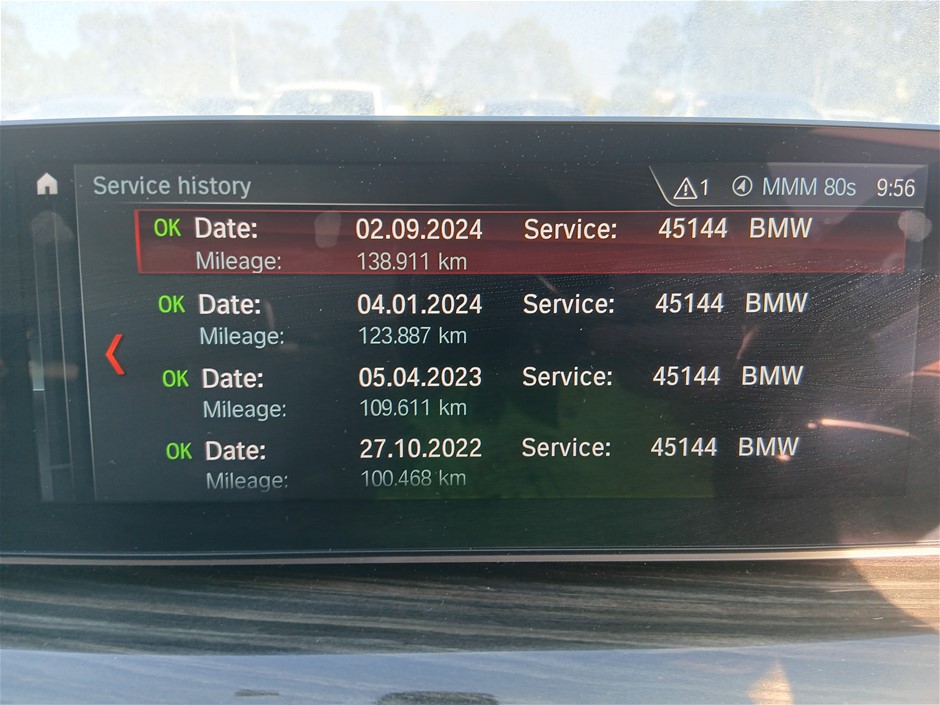 Service history 1 MMM 80s 9:56
OK Date: 02.09.2024 Service: 45144 BMW
Mileage: 138.911 km
OK Date: 04.01.2024 Service: 45144 BMW
Mileage: 123.887 km
OK Date: 05.04.2023 Service: 45144 BMW
Mileage: 109.611 km
OK Date: 27.10.2022 Service: 45144 BMW
Mileage: 100.468 km